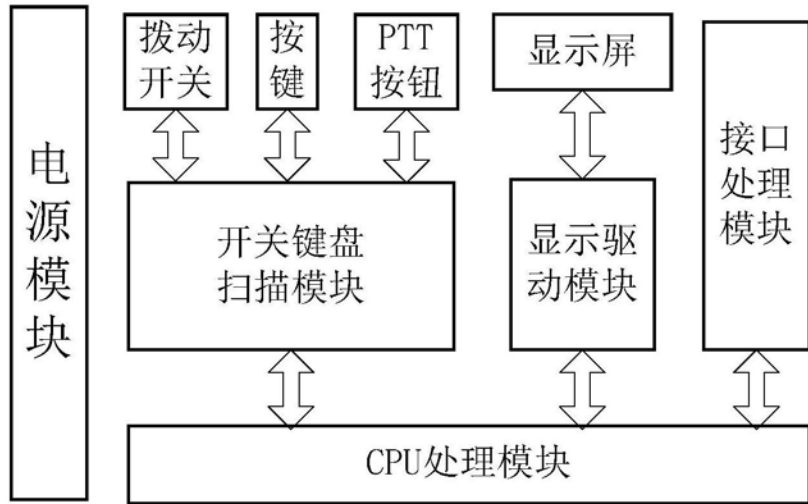 电源模块
拨动
开关
按
键
PTT
按钮
显示屏
接口
处理
模块
开关键盘
扫描模块
显示驱
动模块
CPU处理模块